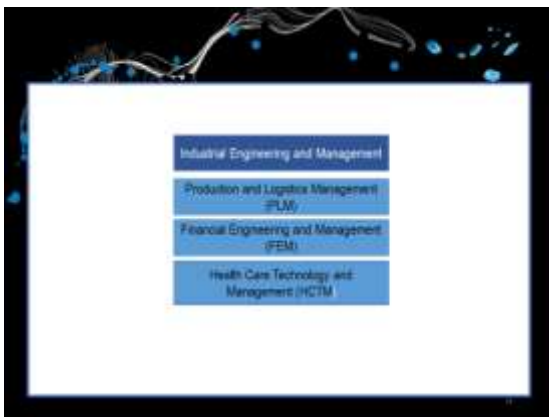 Industrial Engineering and Management
Production and Logistics Management
(PLM)
Financial Engineering and Management
(FEM)
Health Care Technology and
Management (HCTM)